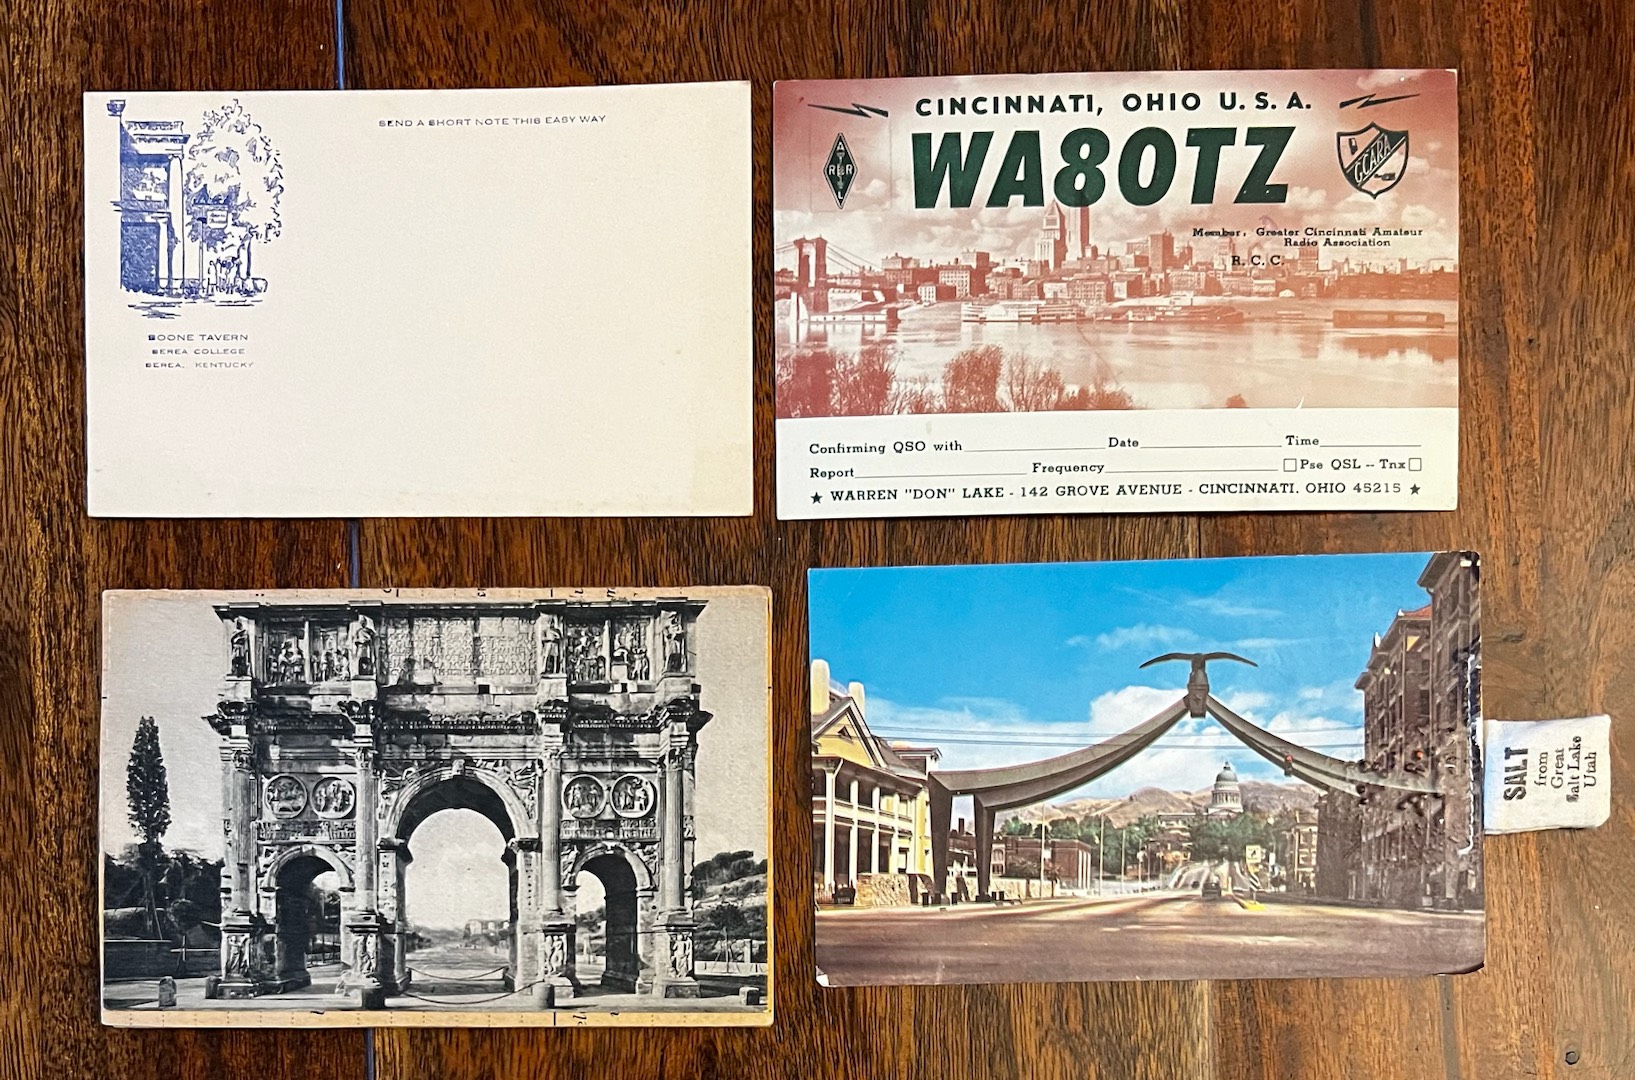 SEND A SHORT NOTE THIS EASY WAY
BOONE TAVERN
BEREA COLLEGE
BEREA, KENTUCKY
CINCINNATI, OHIO U.S.A.
WA8OTZ
A
R R
L
GCARA
Member, Greater Cincinnati Amateur
Radio Association
R. C. C.
Confirming QSO with Date Time
Report Frequency Pse QSL -- Tnx
★ WARREN "DON" LAKE - 142 GROVE AVENUE - CINCINNATI, OHIO 45215 ★
SALT
from
Great
Salt Lake
Utah